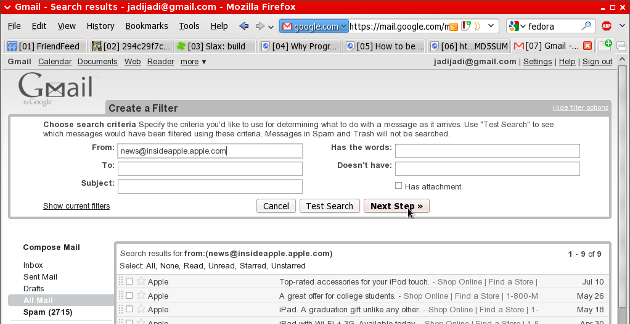 Gmail - Search results - jadijadi@gmail.com - Mozilla Firefox
File Edit View History Bookmarks Tools Help google.com https://mail.google.com/m fedora
[01] FriendFeed [02] 294c29f7c... [03] Slax: build [04] Why Progr... [05] How to be ... [06] ht...MD5SUM [07] Gmail -...
Gmail Calendar Documents Web Reader more ▼ jadijadi@gmail.com | Settings | Help | Sign out
Gmail
by Google
Create a Filter Hide filter options
Choose search criteria Specify the criteria you'd like to use for determining what to do with a message as it arrives. Use "Test Search" to see
which messages would have been filtered using these criteria. Messages in Spam and Trash will not be searched.
From: news@insideapple.apple.com Has the words:
To: Doesn't have:
Subject: Has attachment
Show current filters Cancel Test Search Next Step »
Compose Mail
Search results for:from:(news@insideapple.apple.com) 1 - 9 of 9
Inbox Select: All, None, Read, Unread, Starred, Unstarred
Sent Mail
Apple Top-rated accessories for your iPod touch. - Shop Online | Find a Store | Jul 10
Drafts
Apple A great offer for college students. - Shop Online | Find a Store | 1-800-M May 26
All Mail
Apple iPad. A graduation gift unlike any other. - Shop Online | Find a Store | 1- May 18
Spam (2715)
Apple iPad with Wi-Fi + 3G. Available today.